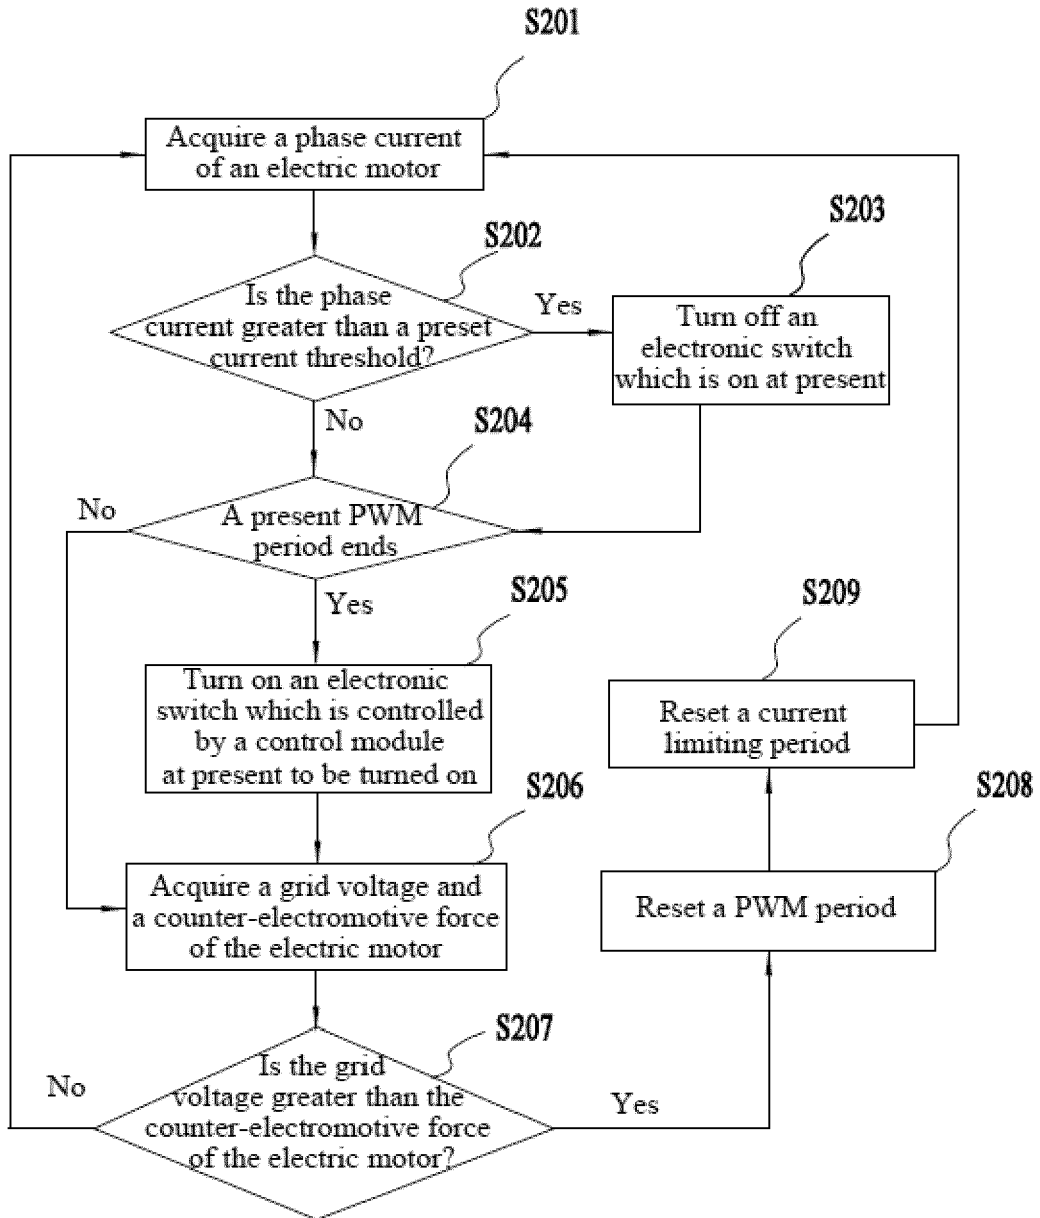 S201
Acquire a phase current
of an electric motor
S202
Is the phase
current greater than a preset
current threshold?
Yes
S203
Turn off an
electronic switch
which is on at present
No
S204
A present PWM
period ends
No
Yes
S205
Turn on an electronic
switch which is controlled
by a control module
at present to be turned on
S209
Reset a current
limiting period
S206
Acquire a grid voltage and
a counter-electromotive force
of the electric motor
S208
Reset a PWM period
S207
Is the grid
voltage greater than the
counter-electromotive force
of the electric motor?
No
Yes